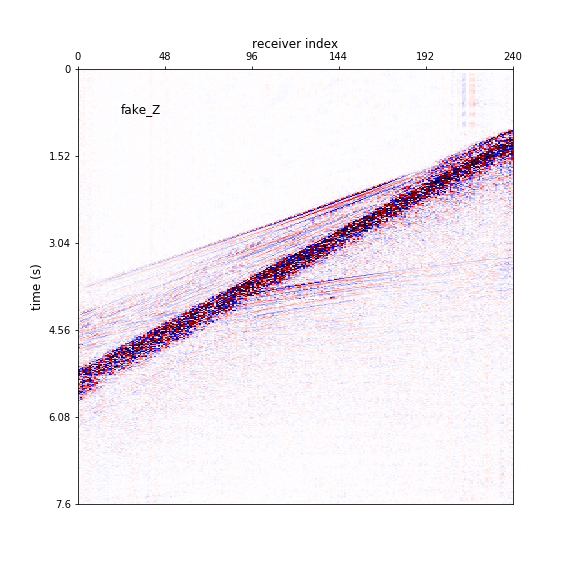 receiver index
0 48 96 144 192 240
fake_Z
time (s)
0
1.52
3.04
4.56
6.08
7.6